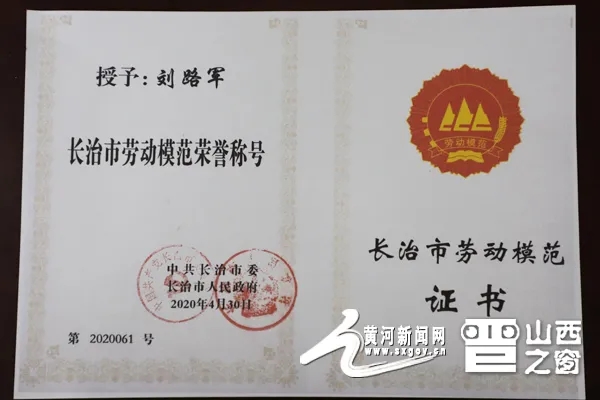 授予：刘路军
长治市劳动模范荣誉称号
中共长治市委
长治市人民政府
2020年4月30日
第 2020061 号
劳动模范
长治市劳动模范
证书
黄河新闻网
www.sxgov.cn
山西
之窗